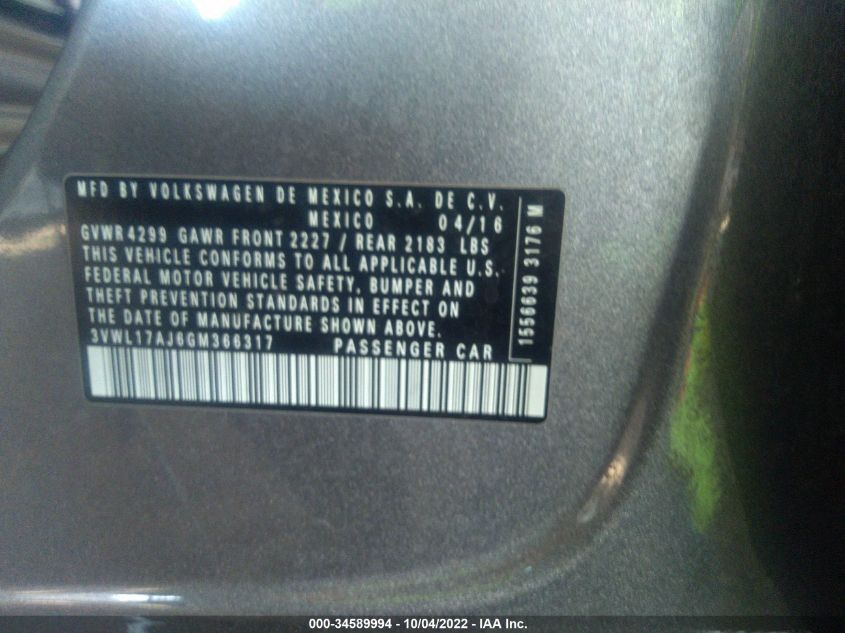 MFD BY VOLKSWAGEN DE MEXICO S.A. DE C.V.
MEXICO 04/16
GVWR 4299 GAWR FRONT 2227 / REAR 2183 LBS
THIS VEHICLE CONFORMS TO ALL APPLICABLE U.S.
FEDERAL MOTOR VEHICLE SAFETY, BUMPER AND
THEFT PREVENTION STANDARDS IN EFFECT ON
THE DATE OF MANUFACTURE SHOWN ABOVE.
3VWL17AJ6GM366317 PASSENGER CAR
1556639 3176 M
000-34589994 - 10/04/2022 - IAA Inc.